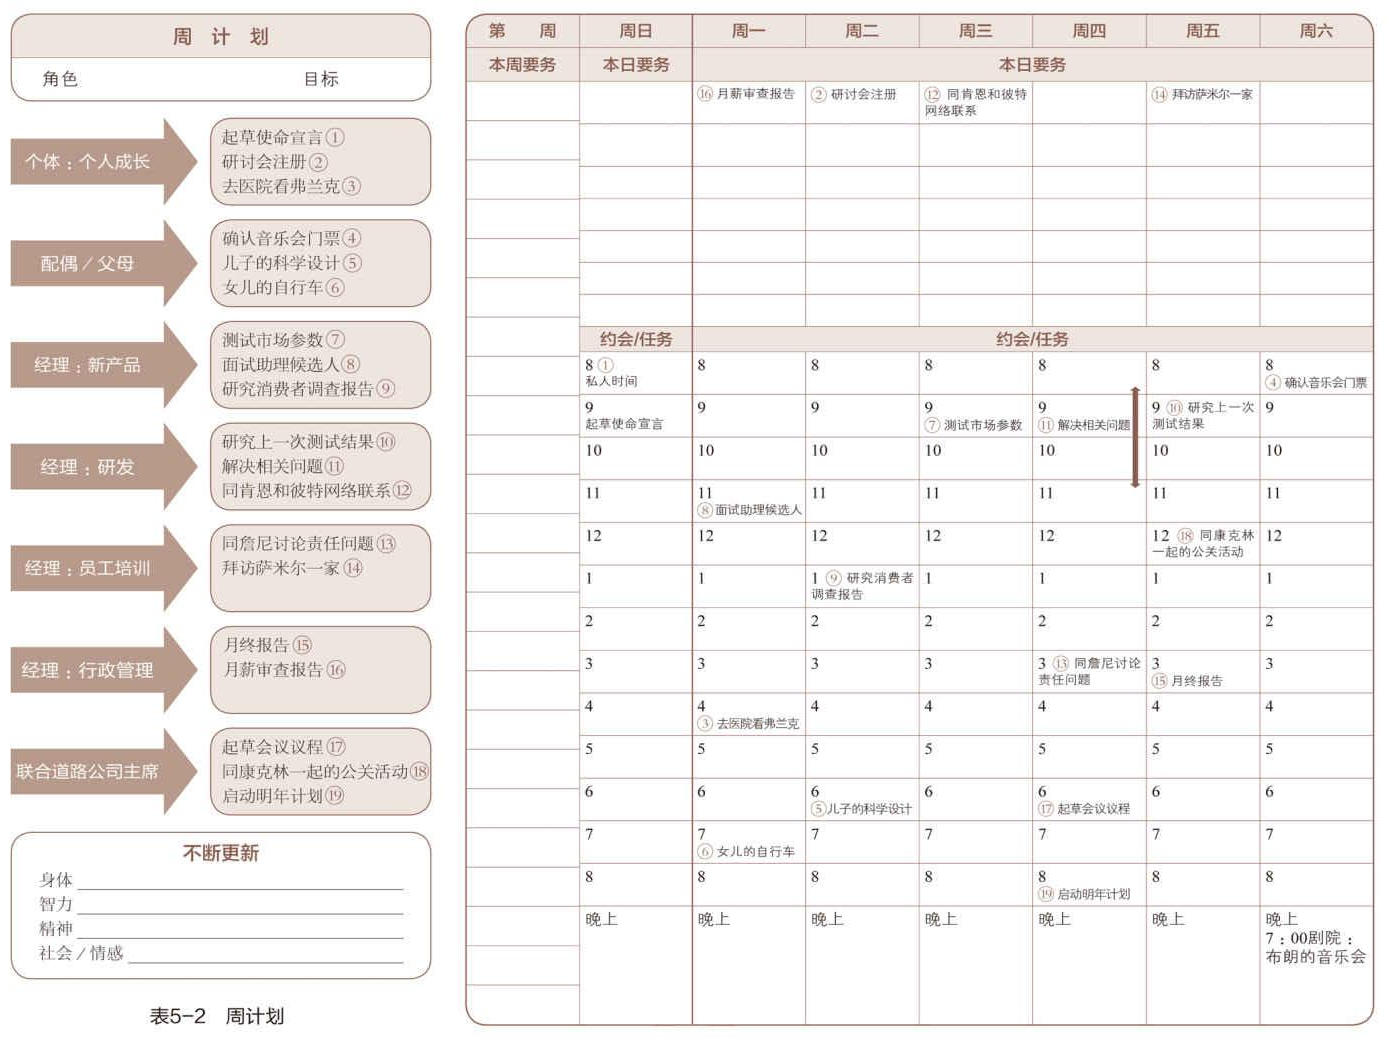 周 计 划
角色 目标
个体：个人成长
起草使命宣言①
研讨会注册②
去医院看弗兰克③
配偶／父母
确认音乐会门票④
儿子的科学设计⑤
女儿的自行车⑥
经理：新产品
测试市场参数⑦
面试助理候选人⑧
研究消费者调查报告⑨
经理：研发
研究上一次测试结果⑩
解决相关问题⑪
同肯恩和彼特网络联系⑫
经理：员工培训
同詹尼讨论责任问题⑬
拜访萨米尔一家⑭
经理：行政管理
月终报告⑮
月薪审查报告⑯
联合道路公司主席
起草会议议程⑰
同康克林一起的公关活动⑱
启动明年计划⑲
不断更新
身体
智力
精神
社会／情感
表5-2 周计划
第 周 周日 周一 周二 周三 周四 周五 周六
本周要务 本日要务 本日要务
⑯ 月薪审查报告 ② 研讨会注册 ⑫ 同肯恩和彼特 ⑭ 拜访萨米尔一家
网络联系
约会/任务 约会/任务
8 ① 8 8 8 8 8 8
私人时间 ④ 确认音乐会门票
9 9 9 9 9 9 ⑩ 研究上一次 9
起草使命宣言 ⑦ 测试市场参数 ⑪ 解决相关问题 测试结果
10 10 10 10 10 10 10
11 11 11 11 11 11 11
⑧ 面试助理候选人
12 12 12 12 12 12 ⑱ 同康克林 12
一起的公关活动
1 1 1 ⑨ 研究消费者 1 1 1 1
调查报告
2 2 2 2 2 2 2
3 3 3 3 3 ⑬ 同詹尼讨论 3 3
责任问题 ⑮ 月终报告
4 4 4 4 4 4 4
③ 去医院看弗兰克
5 5 5 5 5 5 5
6 6 6 6 6 6 6
⑤儿子的科学设计 ⑰ 起草会议议程
7 7 7 7 7 7 7
⑥ 女儿的自行车
8 8 8 8 8 8 8
⑲ 启动明年计划
晚上 晚上 晚上 晚上 晚上 晚上 晚上
7：00剧院：
布朗的音乐会